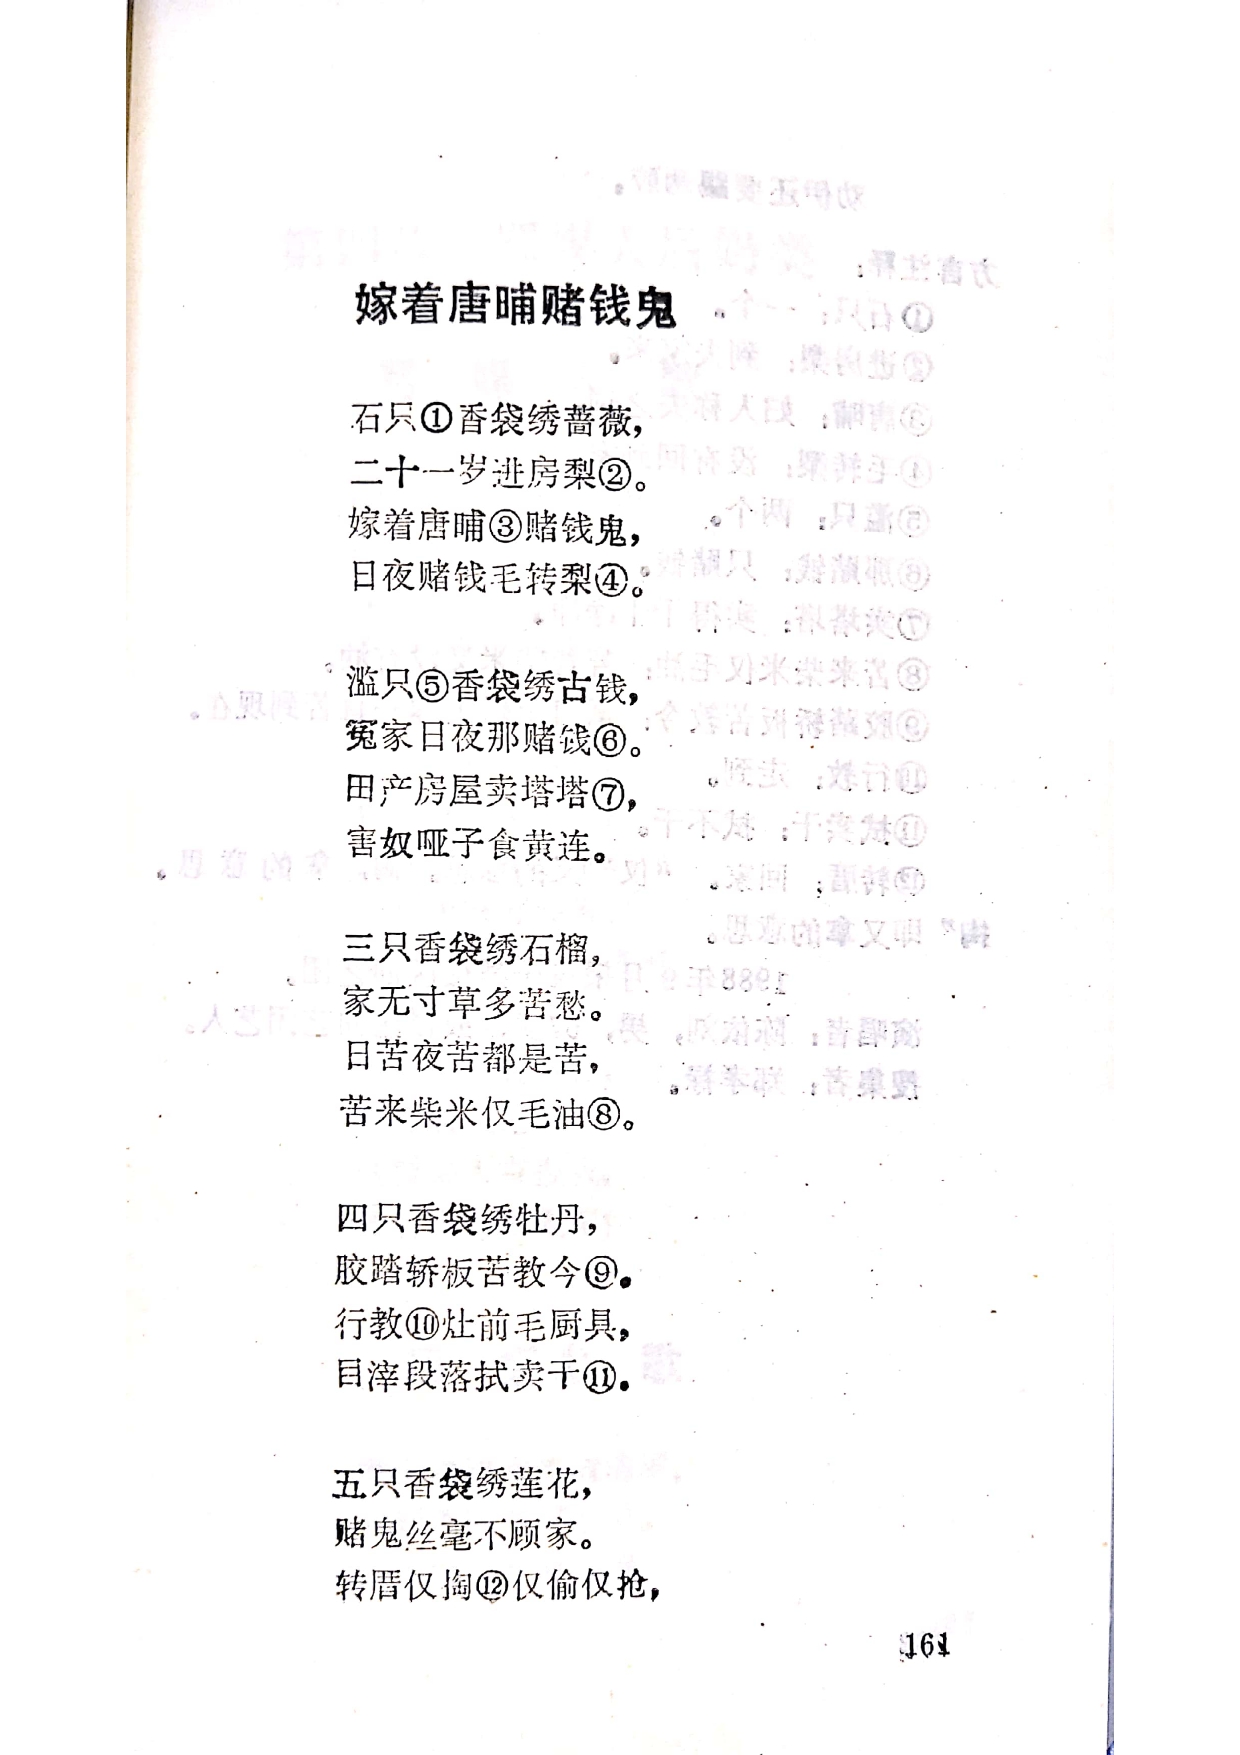 嫁着唐晡赌钱鬼
石只①香袋绣蔷薇，
二十一岁进房梨②。
嫁着唐晡③赌钱鬼，
日夜赌钱毛转梨④。
滥只⑤香袋绣古钱，
冤家日夜那赌钱⑥。
田产房屋卖塔塔⑦，
害奴哑子食黄连。
三只香袋绣石榴，
家无寸草多苦愁。
日苦夜苦都是苦，
苦来柴米仅毛油⑧。
四只香袋绣牡丹，
胶踏轿板苦教今⑨。
行教⑩灶前毛厨具，
目滓段落拭卖干⑪。
五只香袋绣莲花，
赌鬼丝毫不顾家。
转厝仅掏⑫仅偷仅抢，
161